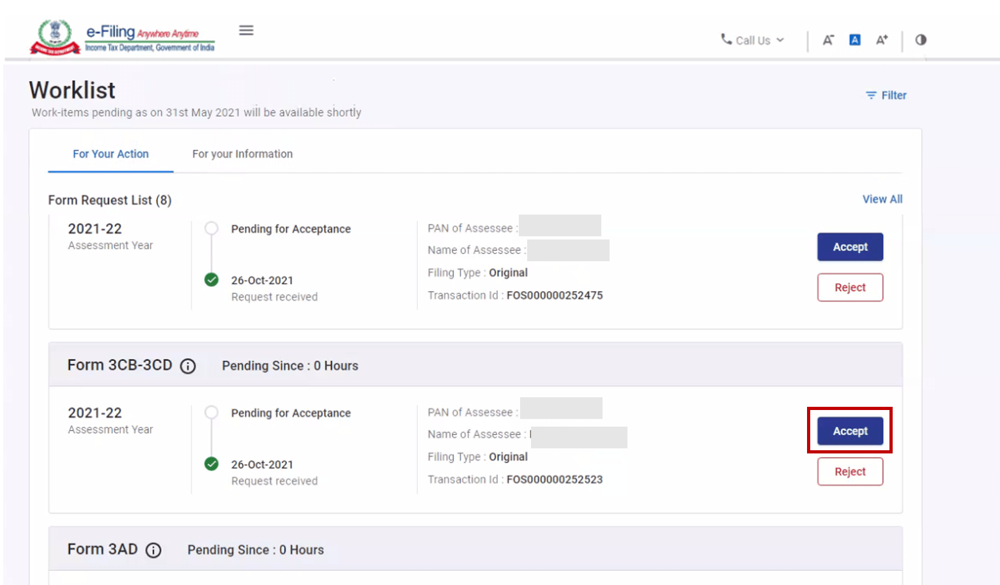 e-Filing Anywhere Anytime
Income Tax Department, Government of India
Call Us
A-
A
A+
Worklist
Filter
Work-items pending as on 31st May 2021 will be available shortly
For Your Action
For your Information
Form Request List (8)
View All
2021-22
Assessment Year
Pending for Acceptance
26-Oct-2021
Request received
PAN of Assessee :
Name of Assessee :
Filing Type : Original
Transaction Id : FOS000000252475
Accept
Reject
Form 3CB-3CD
Pending Since : 0 Hours
2021-22
Assessment Year
Pending for Acceptance
26-Oct-2021
Request received
PAN of Assessee :
Name of Assessee :
Filing Type : Original
Transaction Id : FOS000000252523
Accept
Reject
Form 3AD
Pending Since : 0 Hours